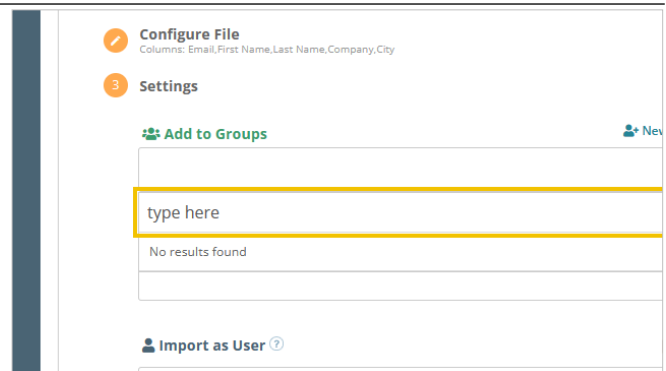 Configure File
Columns: Email,First Name,Last Name,Company,City
3 Settings
Add to Groups
type here
No results found
Import as User ?